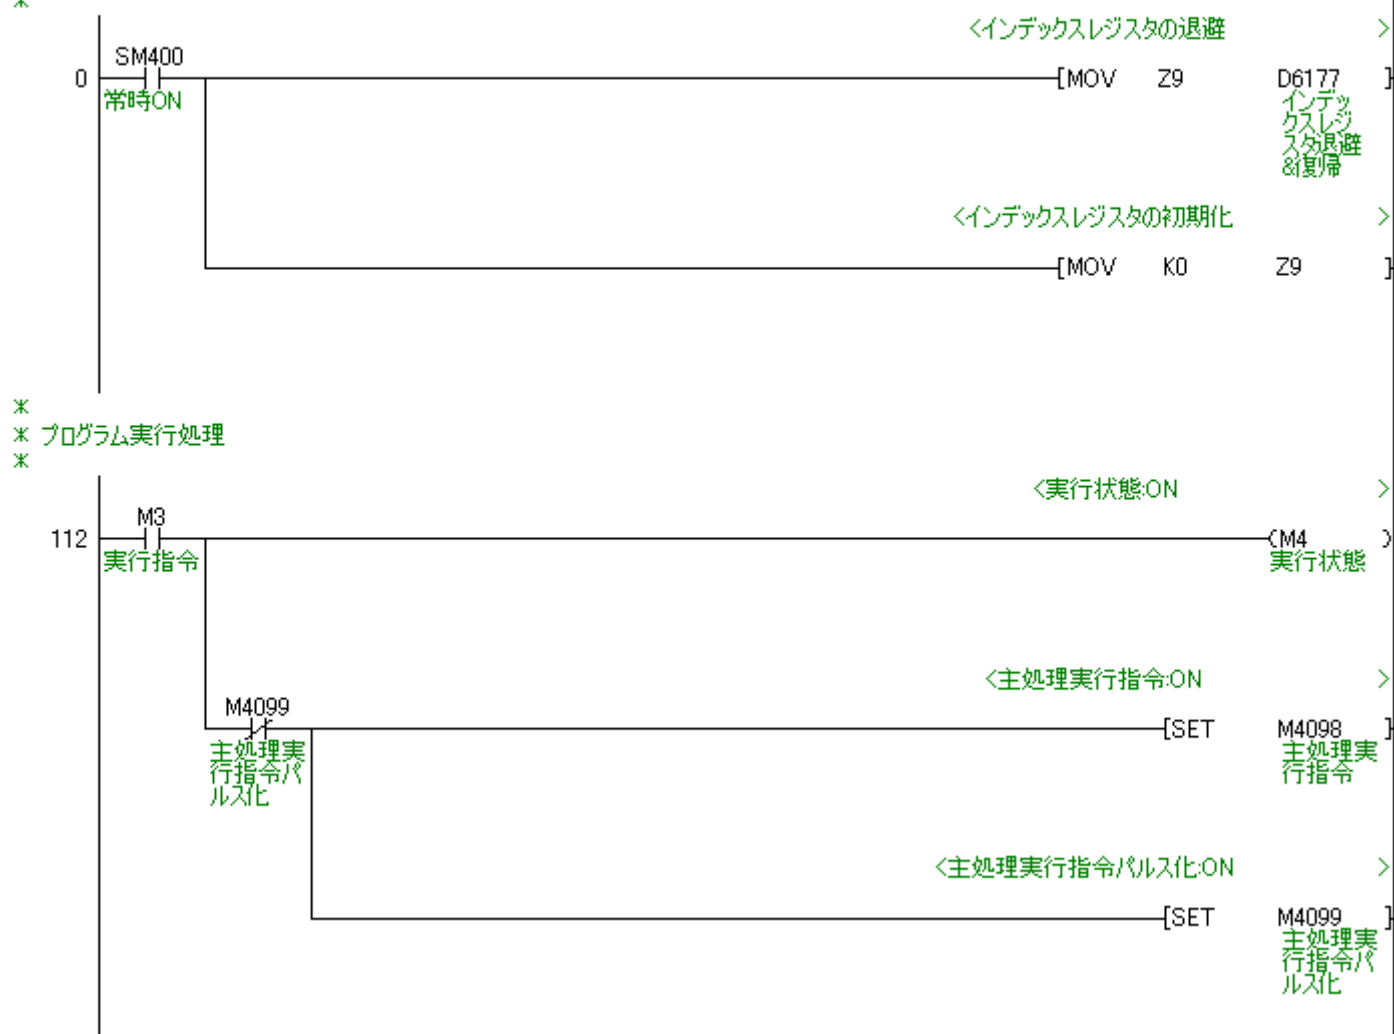 *
<インデックスレジスタの退避 >
SM400
0 [MOV Z9 D6177 ]
常時ON
インデッ
クスレジ
スタ退避
&復帰
<インデックスレジスタの初期化 >
[MOV K0 Z9 ]
*
* プログラム実行処理
*
<実行状態:ON >
M3
112 (M4 )
実行指令 実行状態
<主処理実行指令:ON >
M4099
[SET M4098 ]
主処理実
行指令パ
ルス化
主処理実
行指令
<主処理実行指令パルス化:ON >
[SET M4099 ]
主処理実
行指令パ
ルス化